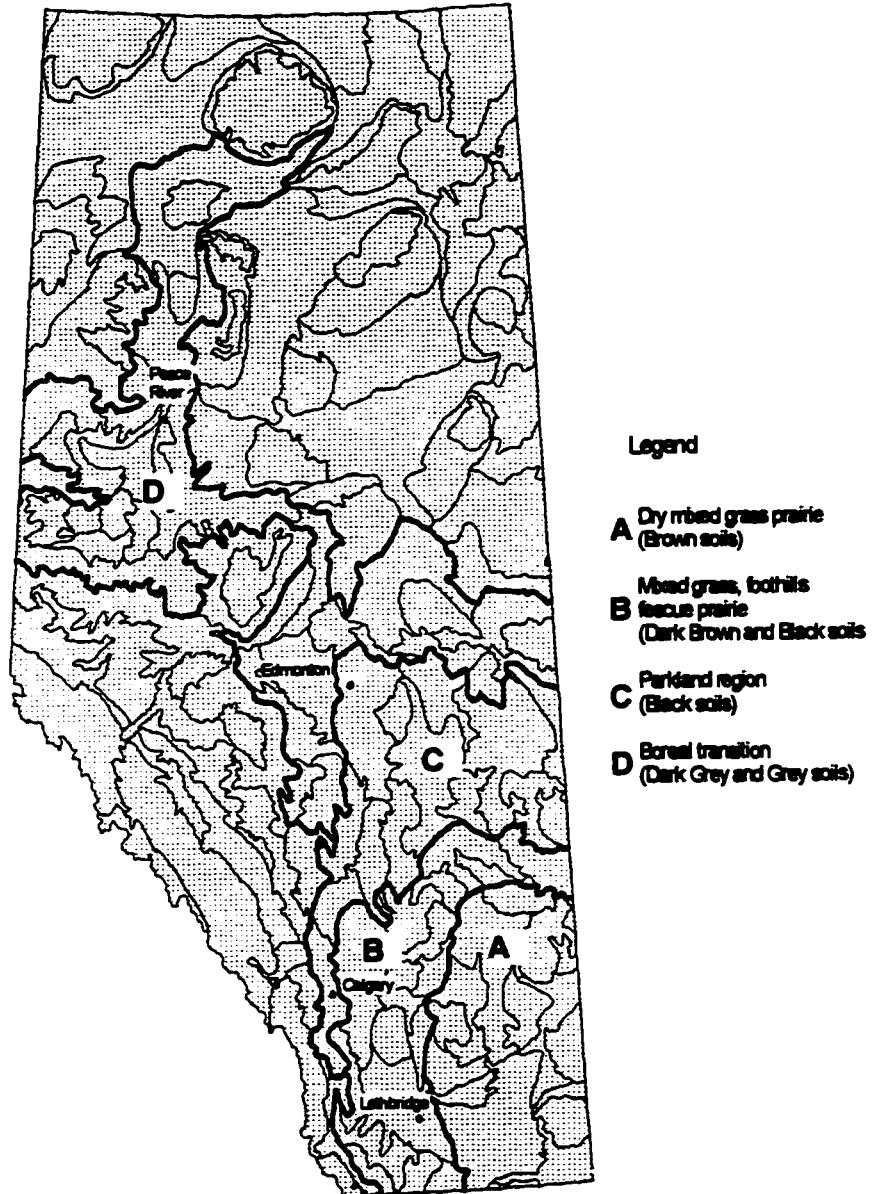 Peace
River
D
Edmonton
C
B
A
Calgary
Lethbridge
Legend
A Dry mixed grass prairie
(Brown soils)
B Mixed grass, foothills
fescue prairie
(Dark Brown and Black soils
C Parkland region
(Black soils)
D Boreal transition
(Dark Grey and Grey soils)